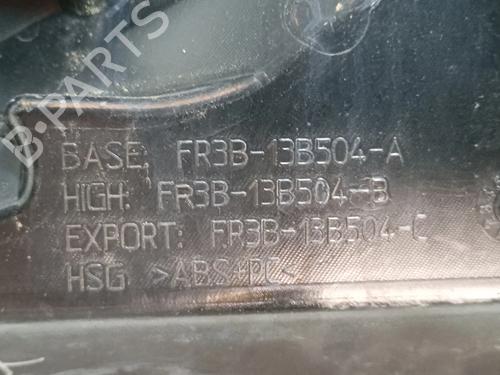 B-PARTS
BASE: FR3B-13B504-A
HIGH: FR3B-13B504-B
EXPORT: FR3B-13B504-C
HSG >ABS+PC<